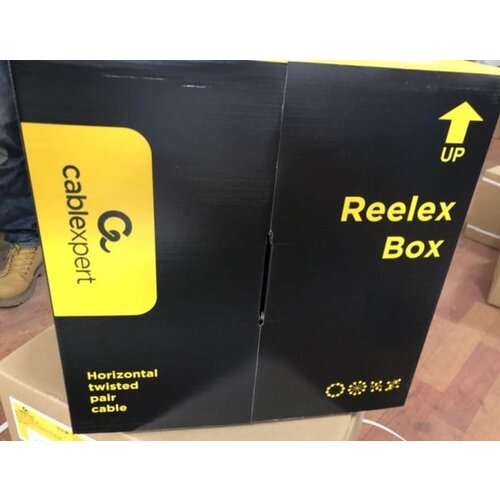 cablexpert
UP
Reelex
Box
Horizontal
twisted
pair
cable